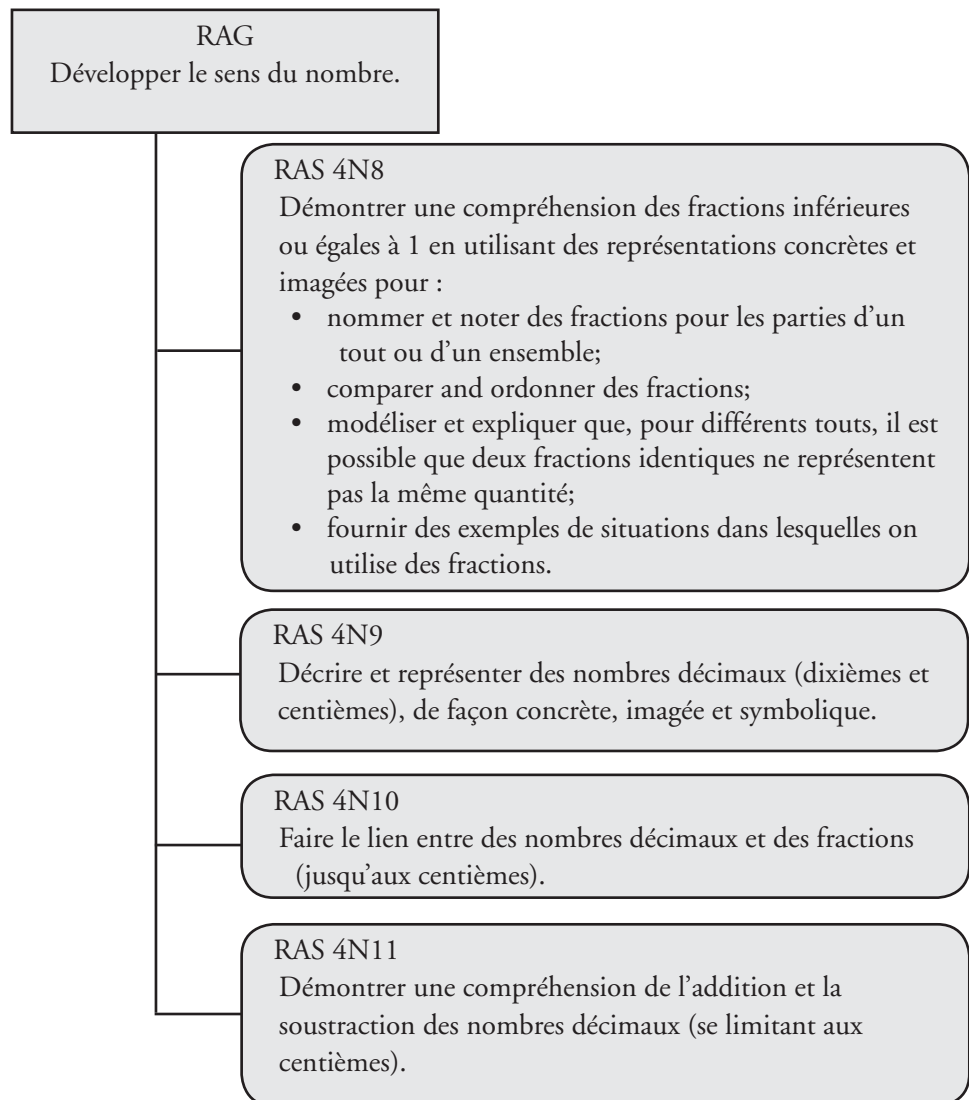 RAG
Développer le sens du nombre.
RAS 4N8
Démontrer une compréhension des fractions inférieures
ou égales à 1 en utilisant des représentations concrètes et
imagées pour :
• nommer et noter des fractions pour les parties d’un
tout ou d’un ensemble;
• comparer and ordonner des fractions;
• modéliser et expliquer que, pour différents touts, il est
possible que deux fractions identiques ne représentent
pas la même quantité;
• fournir des exemples de situations dans lesquelles on
utilise des fractions.
RAS 4N9
Décrire et représenter des nombres décimaux (dixièmes et
centièmes), de façon concrète, imagée et symbolique.
RAS 4N10
Faire le lien entre des nombres décimaux et des fractions
(jusqu’aux centièmes).
RAS 4N11
Démontrer une compréhension de l’addition et la
soustraction des nombres décimaux (se limitant aux
centièmes).